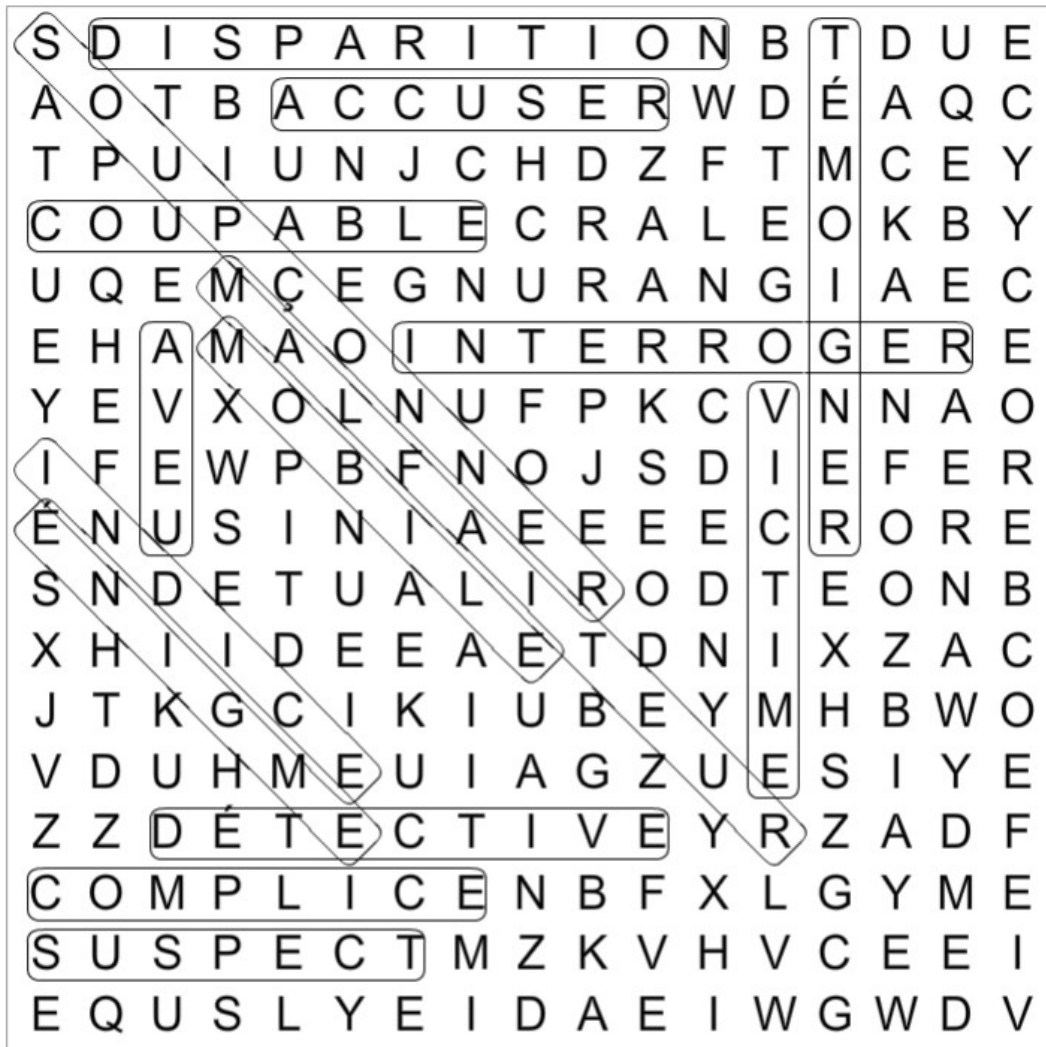 S D I S P A R I T I O N B T D U E
A O T B A C C U S E R W D É A Q C
T P U I U N J C H D Z F T M C E Y
C O U P A B L E C R A L E O K B Y
U Q E M Ç E G N U R A N G I A E C
E H A M A O I N T E R R O G E R E
Y E V X O L N U F P K C V N N A O
I F E W P B F N O J S D I E F E R
É N U S I N I A E E E E C R O R E
S N D E T U A L I R O D T E O N B
X H I I D E E A E T D N I X Z A C
J T K G C I K I U B E Y M H B W O
V D U H M E U I A G Z U E S I Y E
Z Z D É T E C T I V E Y R Z A D F
C O M P L I C E N B F X L G Y M E
S U S P E C T M Z K V H V C E E I
E Q U S L Y E I D A E I W G W D V